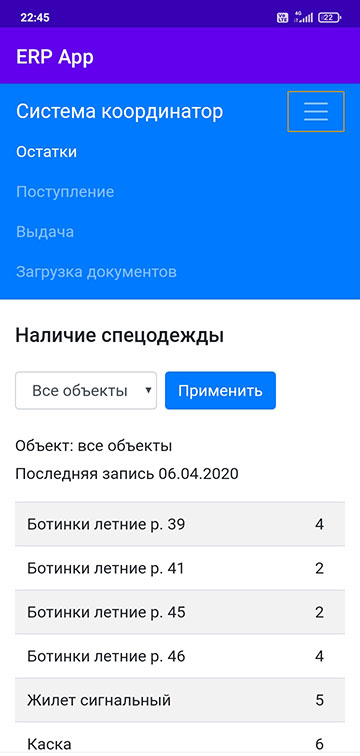 22:45
4G
22
ERP App
Система координатор
Остатки
Поступление
Выдача
Загрузка документов
Наличие спецодежды
Все объекты
Применить
Объект: все объекты
Последняя запись 06.04.2020
Ботинки летние р. 39 4
Ботинки летние р. 41 2
Ботинки летние р. 45 2
Ботинки летние р. 46 4
Жилет сигнальный 5
Каска 6